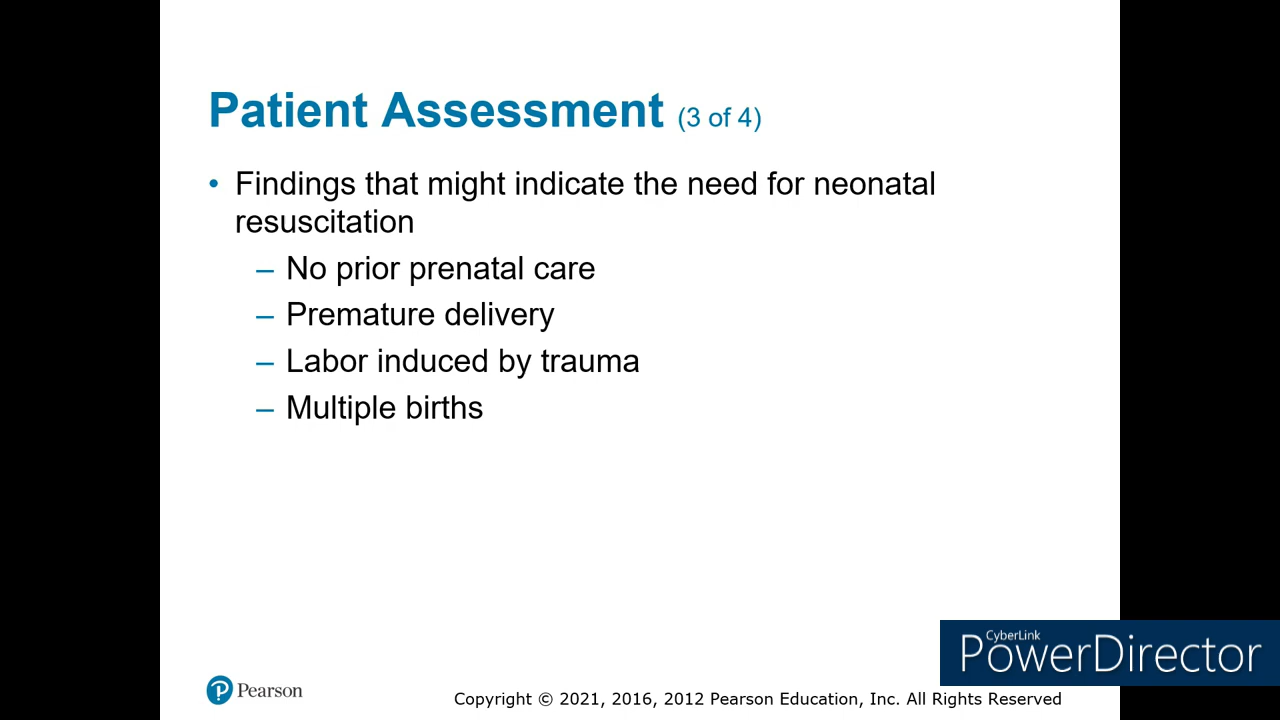 Patient Assessment (3 of 4)
• Findings that might indicate the need for neonatal
resuscitation
– No prior prenatal care
– Premature delivery
– Labor induced by trauma
– Multiple births
CyberLink
PowerDirector
Pearson
Copyright © 2021, 2016, 2012 Pearson Education, Inc. All Rights Reserved